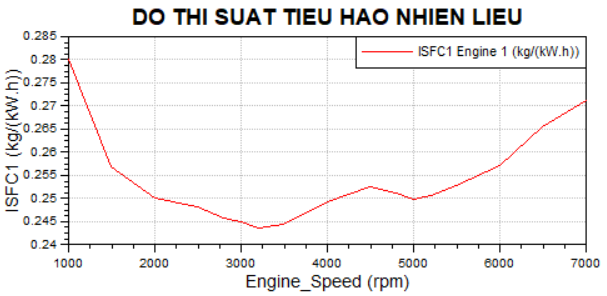 DO THI SUAT TIEU HAO NHIEN LIEU
ISFC1 Engine 1 (kg/(kW.h))
ISFC1 (kg/(kW.h))
0.285
0.28
0.275
0.27
0.265
0.26
0.255
0.25
0.245
0.24
1000 2000 3000 4000 5000 6000 7000
Engine_Speed (rpm)